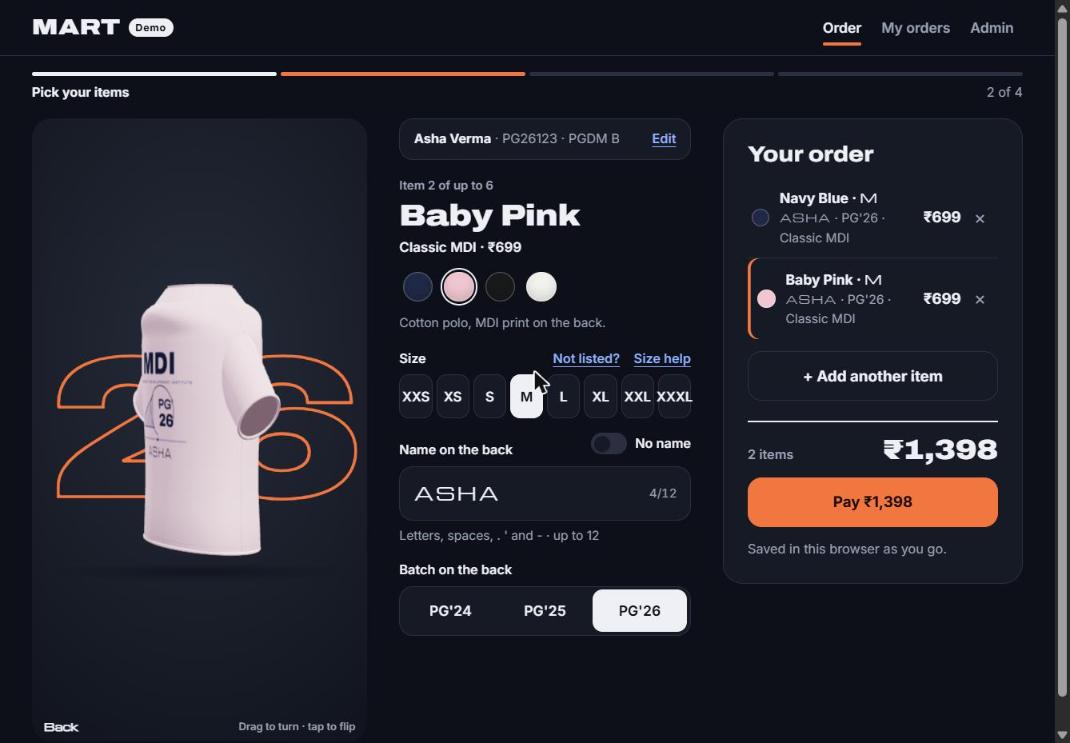 MART Demo
Order My orders Admin
Pick your items
2 of 4
Asha Verma · PG26123 · PGDM B
Edit
Item 2 of up to 6
Baby Pink
Classic MDI · ₹699
Cotton polo, MDI print on the back.
Size
Not listed? Size help
XXS XS S M L XL XXL XXXL
Name on the back
No name
ASHA
4/12
Letters, spaces, . ' and - · up to 12
Batch on the back
PG'24 PG'25 PG'26
26
MDI
PG'
26
ASHA
Back
Drag to turn · tap to flip
Your order
Navy Blue · M
ASHA · PG'26 ·
Classic MDI
₹699 ×
Baby Pink · M
ASHA · PG'26 ·
Classic MDI
₹699 ×
+ Add another item
2 items
₹1,398
Pay ₹1,398
Saved in this browser as you go.